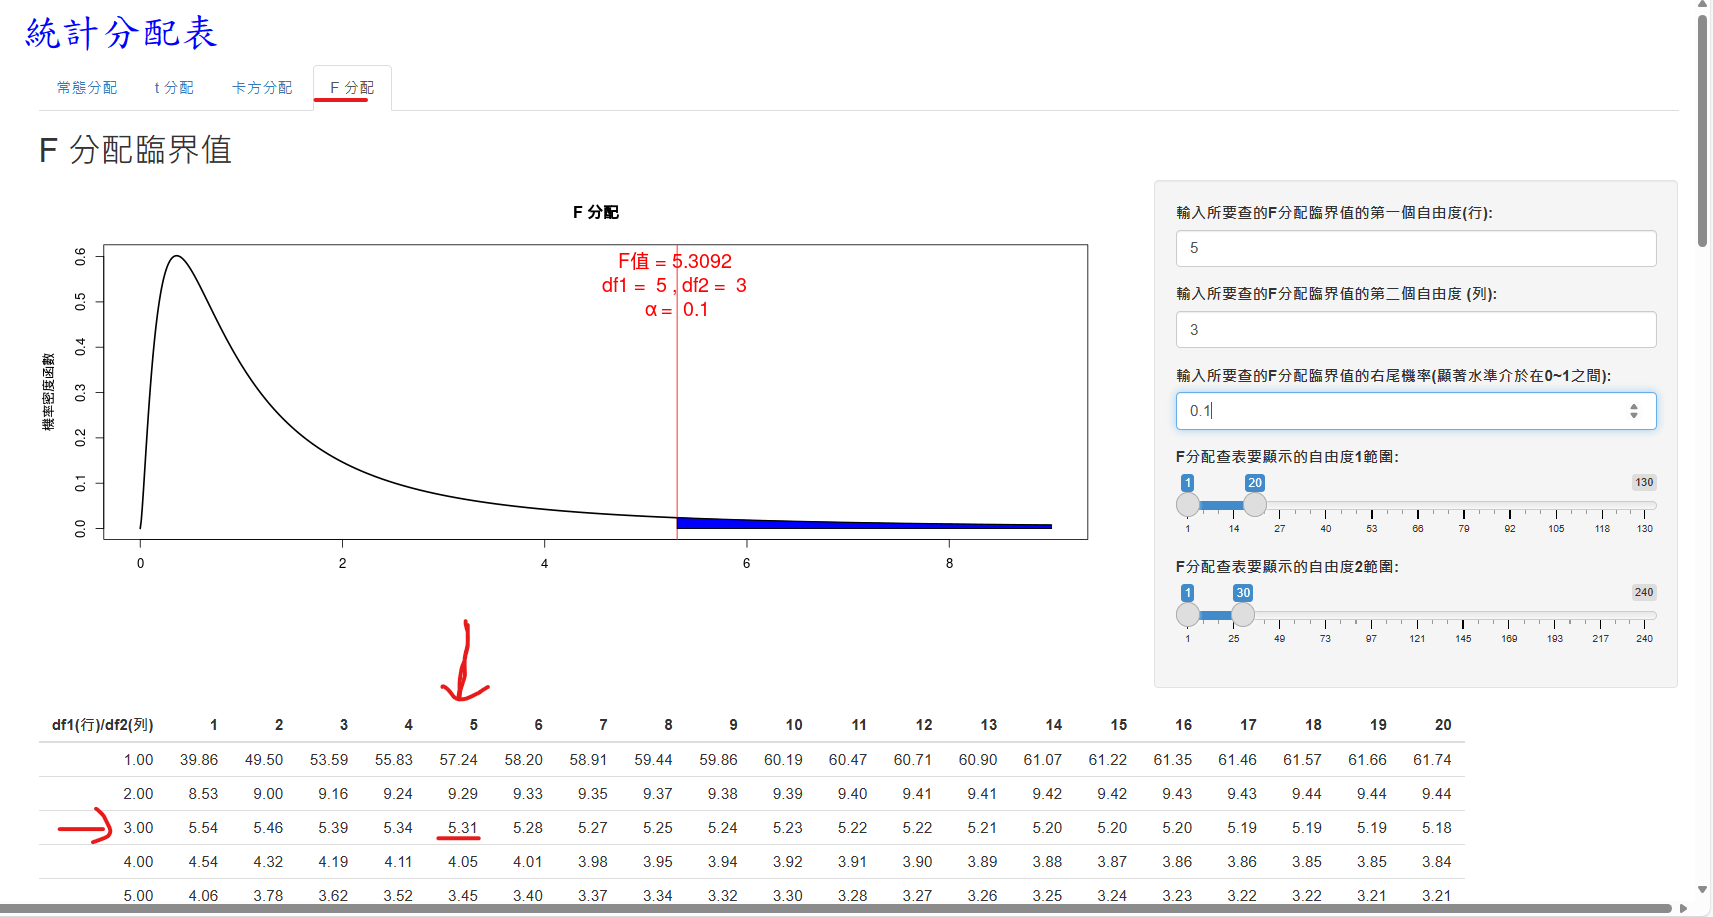 統計分配表
常態分配 t 分配 卡方分配 F 分配
F 分配臨界值
F 分配
F值 = 5.3092
df1 = 5 , df2 = 3
α = 0.1
機率密度函數
0.0 0.1 0.2 0.3 0.4 0.5 0.6
0 2 4 6 8
輸入所要查的F分配臨界值的第一個自由度(行):
5
輸入所要查的F分配臨界值的第二個自由度 (列):
3
輸入所要查的F分配臨界值的右尾機率(顯著水準介於在0~1之間):
0.1
F分配查表要顯示的自由度1範圍:
1 20 130
1 14 27 40 53 66 79 92 105 118 130
F分配查表要顯示的自由度2範圍:
1 30 240
1 25 49 73 97 121 145 169 193 217 240
df1(行)/df2(列) 1 2 3 4 5 6 7 8 9 10 11 12 13 14 15 16 17 18 19 20
1.00 39.86 49.50 53.59 55.83 57.24 58.20 58.91 59.44 59.86 60.19 60.47 60.71 60.90 61.07 61.22 61.35 61.46 61.57 61.66 61.74
2.00 8.53 9.00 9.16 9.24 9.29 9.33 9.35 9.37 9.38 9.39 9.40 9.41 9.41 9.42 9.42 9.43 9.43 9.44 9.44 9.44
3.00 5.54 5.46 5.39 5.34 5.31 5.28 5.27 5.25 5.24 5.23 5.22 5.22 5.21 5.20 5.20 5.20 5.19 5.19 5.19 5.18
4.00 4.54 4.32 4.19 4.11 4.05 4.01 3.98 3.95 3.94 3.92 3.91 3.90 3.89 3.88 3.87 3.86 3.86 3.85 3.85 3.84
5.00 4.06 3.78 3.62 3.52 3.45 3.40 3.37 3.34 3.32 3.30 3.28 3.27 3.26 3.25 3.24 3.23 3.22 3.22 3.21 3.21